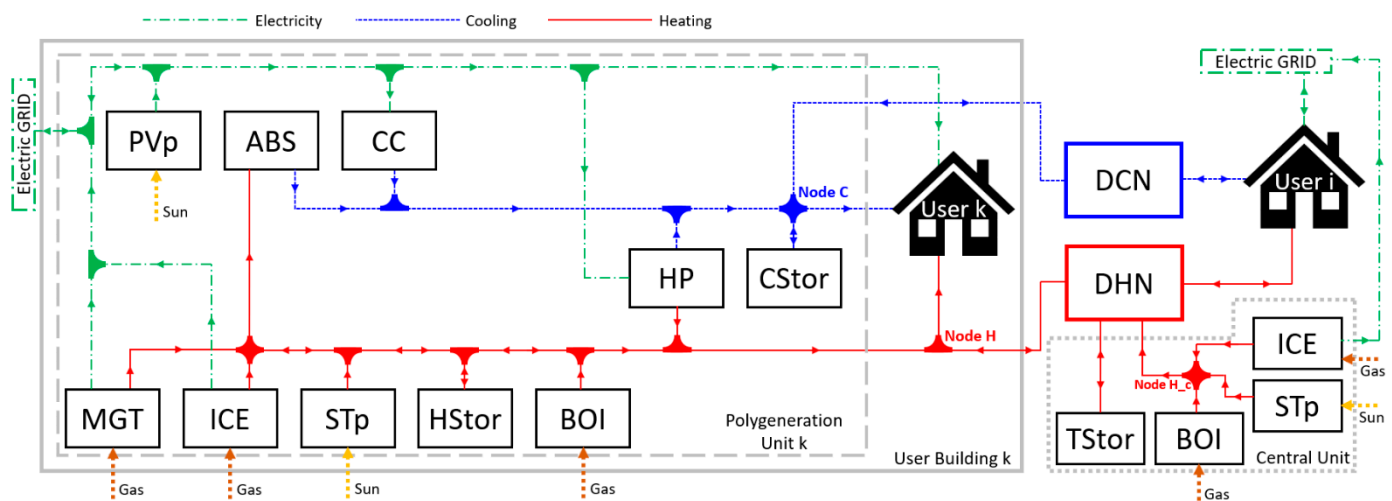 Electricity
Cooling
Heating
Electric GRID
Electric GRID
PVp
ABS
CC
DCN
User i
Sun
Node C
User k
HP
CStor
DHN
Node H
ICE
Gas
Node H_c
MGT
ICE
STp
HStor
BOI
Polygeneration
Unit k
TStor
BOI
STp
Sun
User Building k
Central Unit
Gas
Gas
Sun
Gas
Gas